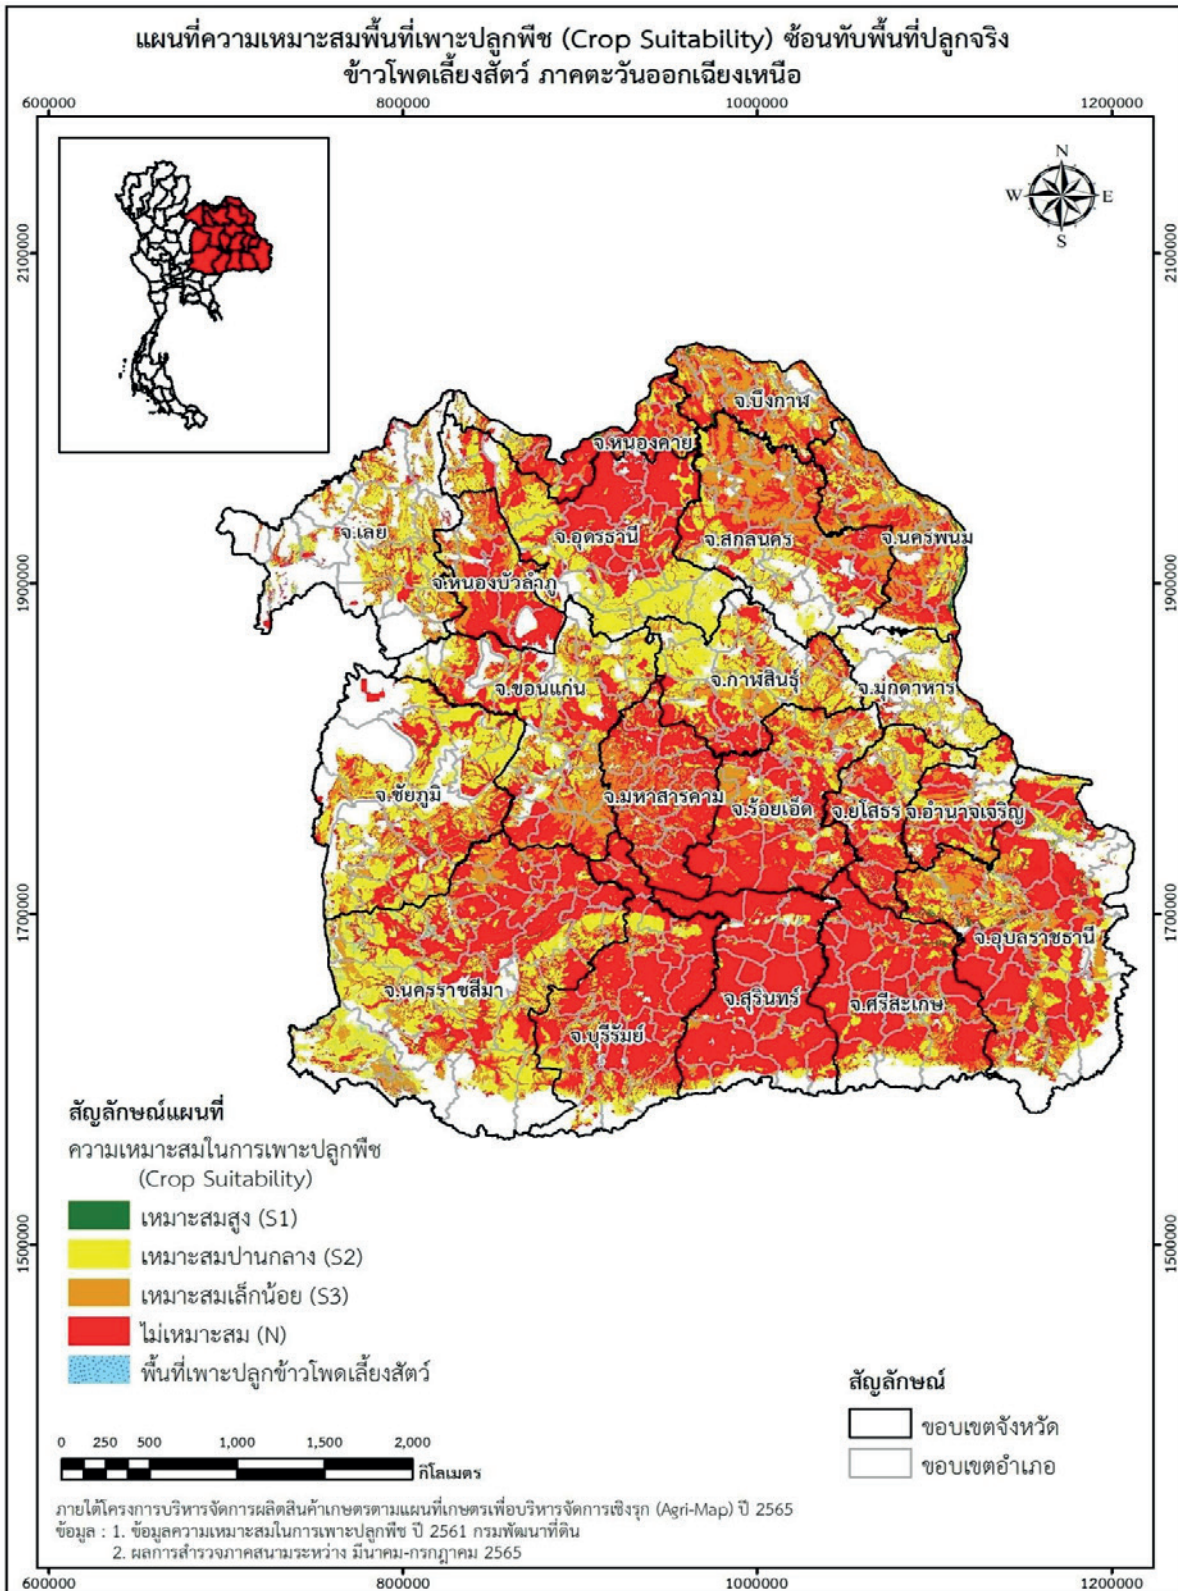 แผนที่ความเหมาะสมพื้นที่เพาะปลูกพืช (Crop Suitability) ซ้อนทับพื้นที่ปลูกจริง
ข้าวโพดเลี้ยงสัตว์ ภาคตะวันออกเฉียงเหนือ
600000 800000 1000000 1200000
N
W E
S
2100000 2100000
จ.บึงกาฬ
จ.หนองคาย
จ.เลย จ.อุดรธานี จ.สกลนคร จ.นครพนม
1900000 1900000
จ.หนองบัวลำภู
จ.ขอนแก่น จ.กาฬสินธุ์ จ.มุกดาหาร
จ.ชัยภูมิ จ.มหาสารคาม จ.ร้อยเอ็ด จ.ยโสธร จ.อำนาจเจริญ
1700000 1700000
จ.อุบลราชธานี
จ.นครราชสีมา จ.สุรินทร์ จ.ศรีสะเกษ
จ.บุรีรัมย์
สัญลักษณ์แผนที่
ความเหมาะสมในการเพาะปลูกพืช
(Crop Suitability)
เหมาะสมสูง (S1)
1500000 1500000
เหมาะสมปานกลาง (S2)
เหมาะสมเล็กน้อย (S3)
ไม่เหมาะสม (N)
พื้นที่เพาะปลูกข้าวโพดเลี้ยงสัตว์
สัญลักษณ์
ขอบเขตจังหวัด
ขอบเขตอำเภอ
0 250 500 1,000 1,500 2,000
กิโลเมตร
ภายใต้โครงการบริหารจัดการผลิตสินค้าเกษตรตามแผนที่เกษตรเพื่อบริหารจัดการเชิงรุก (Agri-Map) ปี 2565
ข้อมูล : 1. ข้อมูลความเหมาะสมในการเพาะปลูกพืช ปี 2561 กรมพัฒนาที่ดิน
2. ผลการสำรวจภาคสนามระหว่าง มีนาคม-กรกฎาคม 2565
600000 800000 1000000 1200000